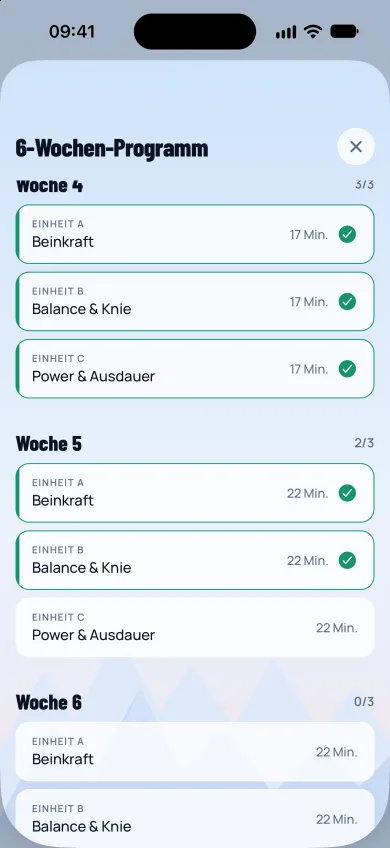 09:41
6-Wochen-Programm
Woche 4
3/3
EINHEIT A
Beinkraft
17 Min.
EINHEIT B
Balance & Knie
17 Min.
EINHEIT C
Power & Ausdauer
17 Min.
Woche 5
2/3
EINHEIT A
Beinkraft
22 Min.
EINHEIT B
Balance & Knie
22 Min.
EINHEIT C
Power & Ausdauer
22 Min.
Woche 6
0/3
EINHEIT A
Beinkraft
22 Min.
EINHEIT B
Balance & Knie
22 Min.